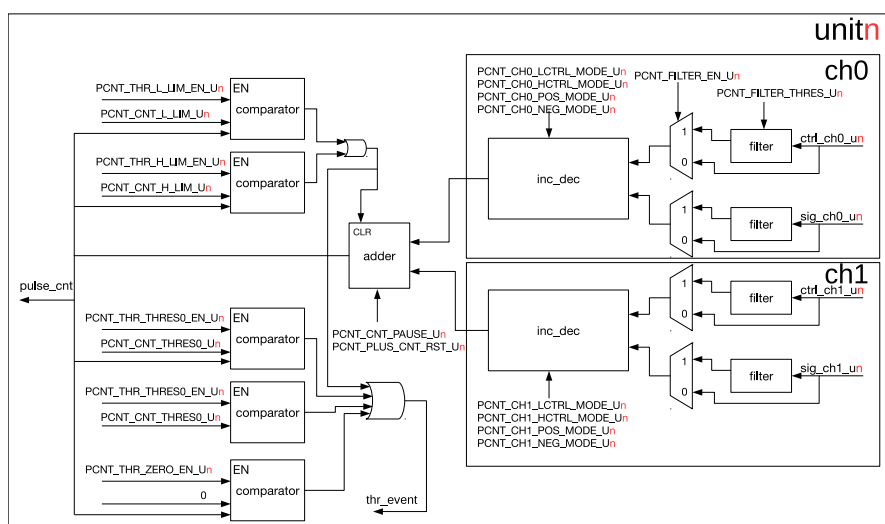 unitn
ch0
PCNT_CH0_LCTRL_MODE_Un
PCNT_CH0_HCTRL_MODE_Un
PCNT_CH0_POS_MODE_Un
PCNT_CH0_NEG_MODE_Un
PCNT_FILTER_EN_Un
PCNT_FILTER_THRES_Un
PCNT_THR_L_LIM_EN_Un
EN
comparator
PCNT_CNT_L_LIM_Un
PCNT_THR_H_LIM_EN_Un
EN
comparator
PCNT_CNT_H_LIM_Un
inc_dec
1
0
filter
ctrl_ch0_un
1
0
filter
sig_ch0_un
CLR
adder
pulse_cnt
PCNT_CNT_PAUSE_Un
PCNT_PLUS_CNT_RST_Un
ch1
inc_dec
1
0
filter
ctrl_ch1_un
1
0
filter
sig_ch1_un
PCNT_CH1_LCTRL_MODE_Un
PCNT_CH1_HCTRL_MODE_Un
PCNT_CH1_POS_MODE_Un
PCNT_CH1_NEG_MODE_Un
PCNT_THR_THRES0_EN_Un
EN
comparator
PCNT_CNT_THRES0_Un
PCNT_THR_THRES0_EN_Un
EN
comparator
PCNT_CNT_THRES0_Un
PCNT_THR_ZERO_EN_Un
EN
comparator
0
thr_event